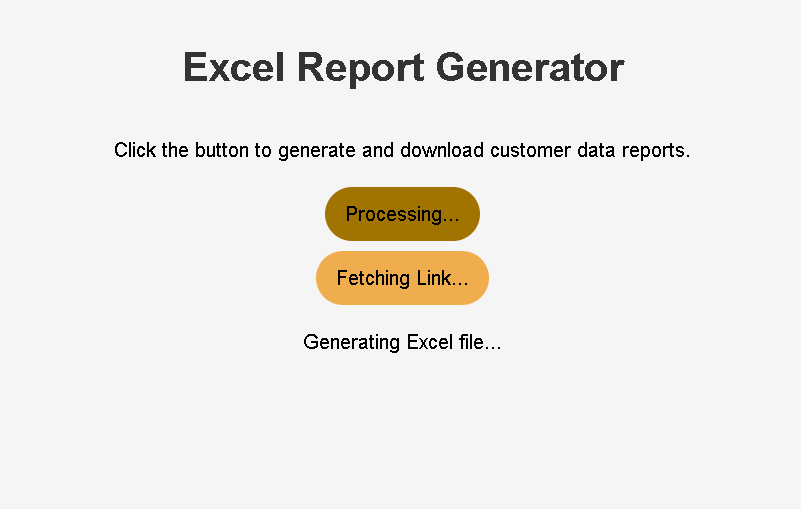 Excel Report Generator
Click the button to generate and download customer data reports.
Processing...
Fetching Link...
Generating Excel file...